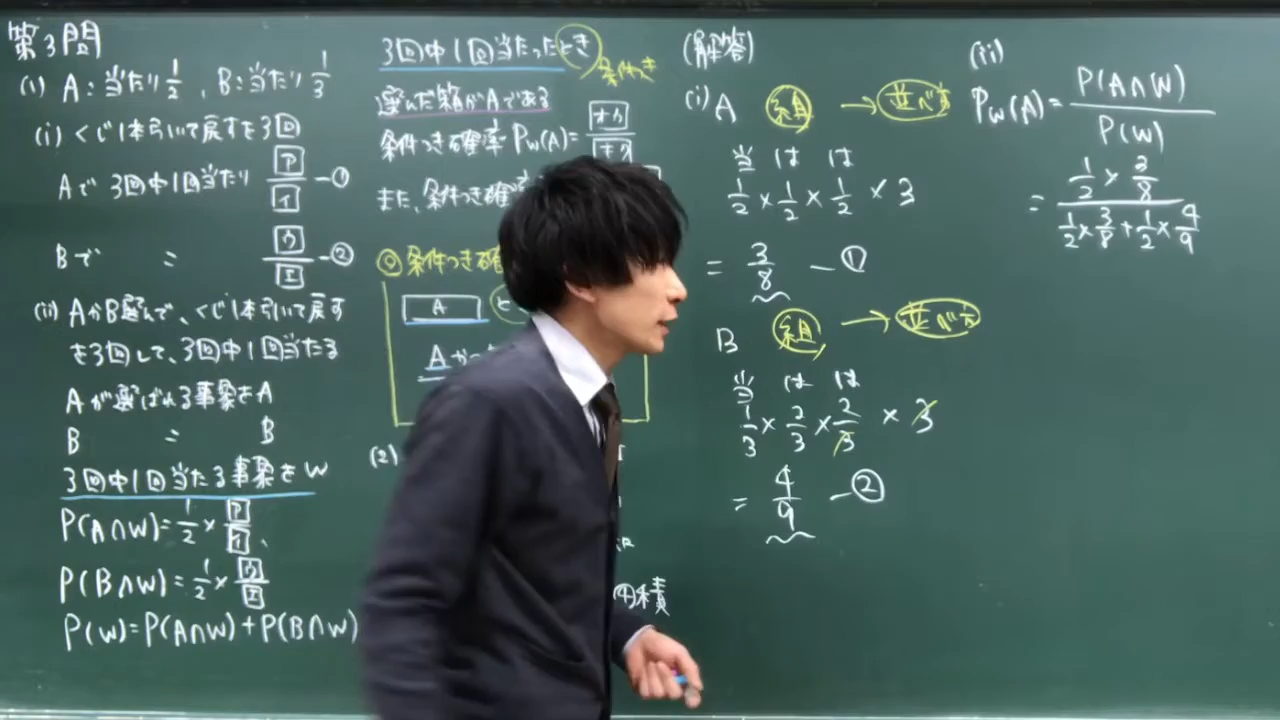 第3問
(1) A:当たり 1/2 , B:当たり 1/3
(i) くじ1本引いて戻すを3回
Aで 3回中1回当たり ア/イ ―①
Bで 〃 ウ/エ ―②
(ii) AかB選んで、くじ1本引いて戻す
を3回して、3回中1回当たる
Aが選ばれる事象をA
B 〃 B
3回中1回当たる事象をW
P(A∩W)=1/2×ア/イ、
P(B∩W)=1/2×ウ/エ
P(W)=P(A∩W)+P(B∩W)
3回中1回当たったとき
条件つき
選んだ箱がAである
条件つき確率 PW(A)=オカ/キク
また、条件つき確
◎条件つき確
A と
Aかつ
(2)
(4)積
(解答)
(i) A 組 → 並べ方
当 は は
1/2×1/2×1/2×3
=3/8 ―①
B 組 → 並べ方
当 は は
1/3×2/3×2/3×3
=4/9 ―②
(ii)
PW(A)=P(A∩W)/P(W)
=(1/2×3/8)/(1/2×3/8+1/2×4/9)